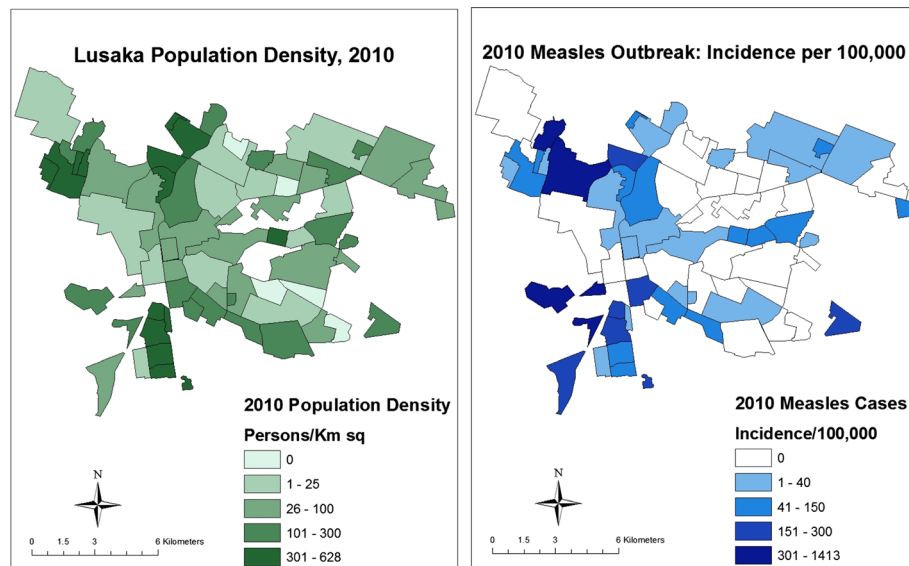 Lusaka Population Density, 2010
2010 Population Density
Persons/Km sq
0
1 - 25
26 - 100
101 - 300
301 - 628
N
0 1.5 3 6 Kilometers
2010 Measles Outbreak: Incidence per 100,000
2010 Measles Cases
Incidence/100,000
0
1 - 40
41 - 150
151 - 300
301 - 1413
N
0 1.5 3 6 Kilometers